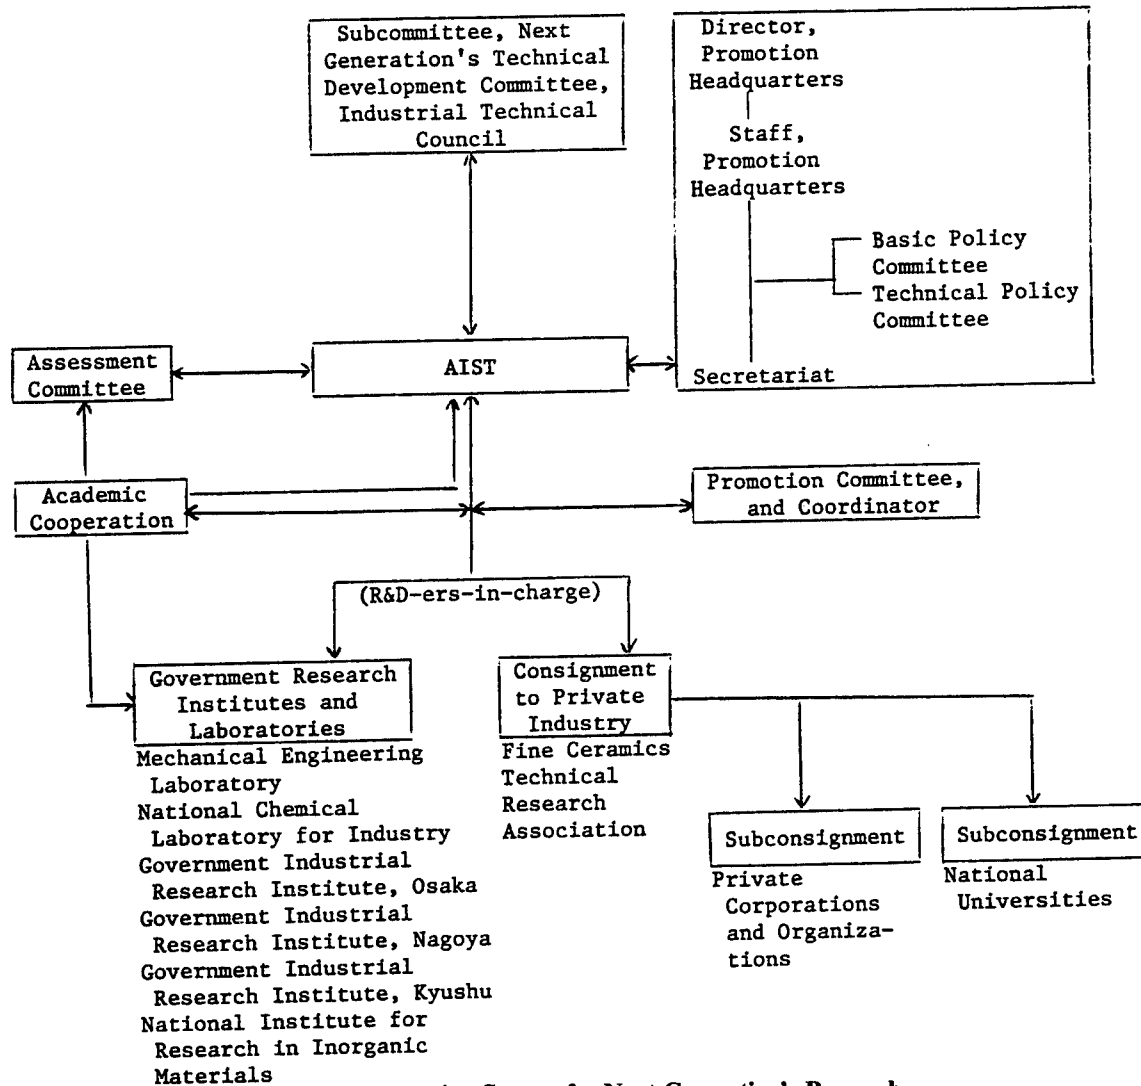 Subcommittee, Next
Generation's Technical
Development Committee,
Industrial Technical
Council
Director,
Promotion
Headquarters
Staff,
Promotion
Headquarters
Basic Policy
Committee
Technical Policy
Committee
Secretariat
Assessment
Committee
AIST
Academic
Cooperation
Promotion Committee,
and Coordinator
(R&D-ers-in-charge)
Government Research
Institutes and
Laboratories
Mechanical Engineering
Laboratory
National Chemical
Laboratory for Industry
Government Industrial
Research Institute, Osaka
Government Industrial
Research Institute, Nagoya
Government Industrial
Research Institute, Kyushu
National Institute for
Research in Inorganic
Materials
Consignment
to Private
Industry
Fine Ceramics
Technical
Research
Association
Subconsignment
Private
Corporations
and Organiza-
tions
Subconsignment
National
Universities
for Next Generation's Research